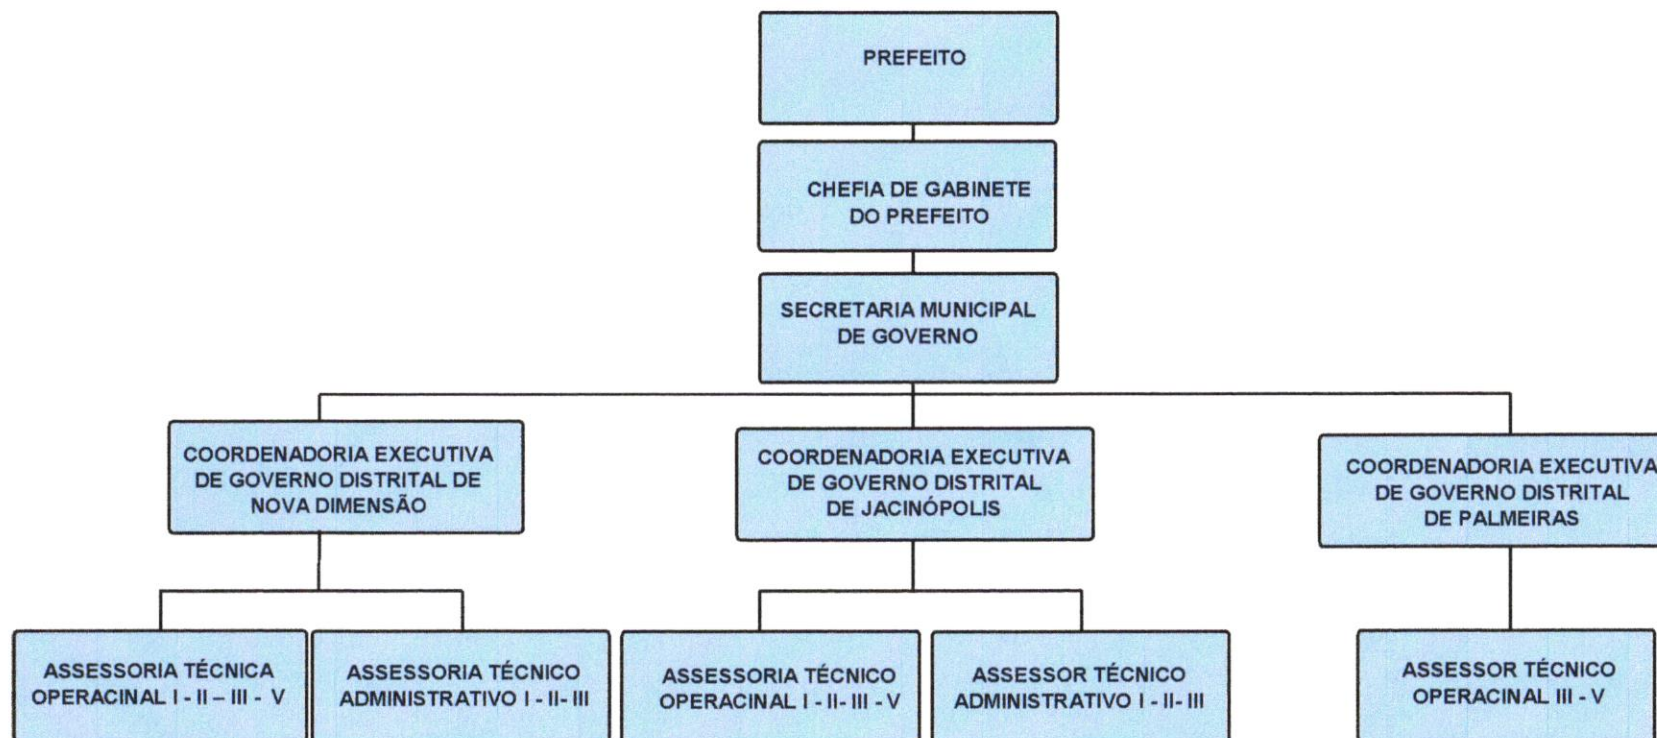 PREFEITO
CHEFIA DE GABINETE
DO PREFEITO
SECRETARIA MUNICIPAL
DE GOVERNO
COORDENADORIA EXECUTIVA
DE GOVERNO DISTRITAL DE
NOVA DIMENSÃO
COORDENADORIA EXECUTIVA
DE GOVERNO DISTRITAL
DE JACINÓPOLIS
COORDENADORIA EXECUTIVA
DE GOVERNO DISTRITAL
DE PALMEIRAS
ASSESSORIA TÉCNICA
OPERACINAL I - II – III - V
ASSESSORIA TÉCNICO
ADMINISTRATIVO I - II- III
ASSESSORIA TÉCNICO
OPERACINAL I - II- III - V
ASSESSOR TÉCNICO
ADMINISTRATIVO I - II- III
ASSESSOR TÉCNICO
OPERACINAL III - V